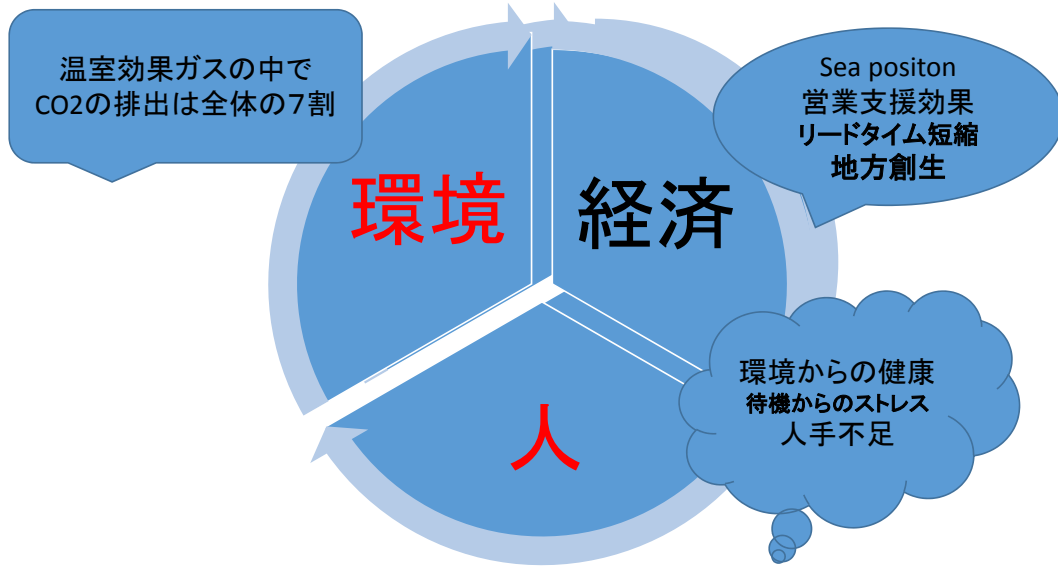 温室効果ガスの中で
CO2の排出は全体の７割
Sea positon
営業支援効果
リードタイム短縮
地方創生
環境
経済
環境からの健康
待機からのストレス
人手不足
人